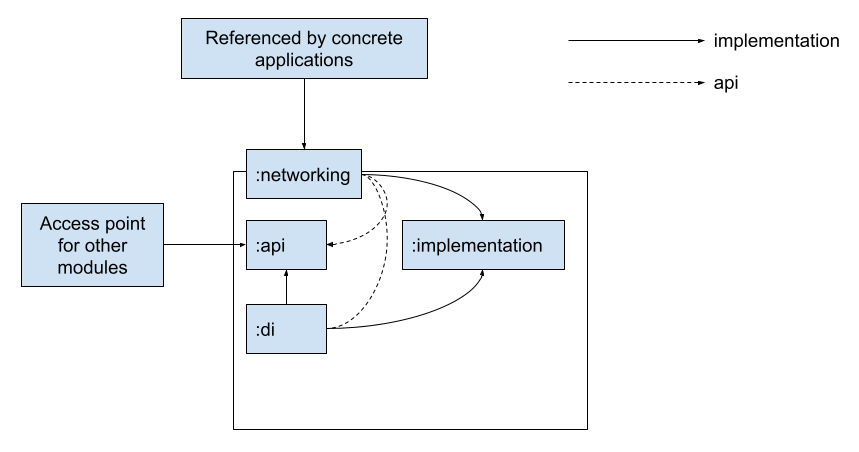 Referenced by concrete
applications
implementation
api
:networking
Access point
for other
modules
:api
:implementation
:di